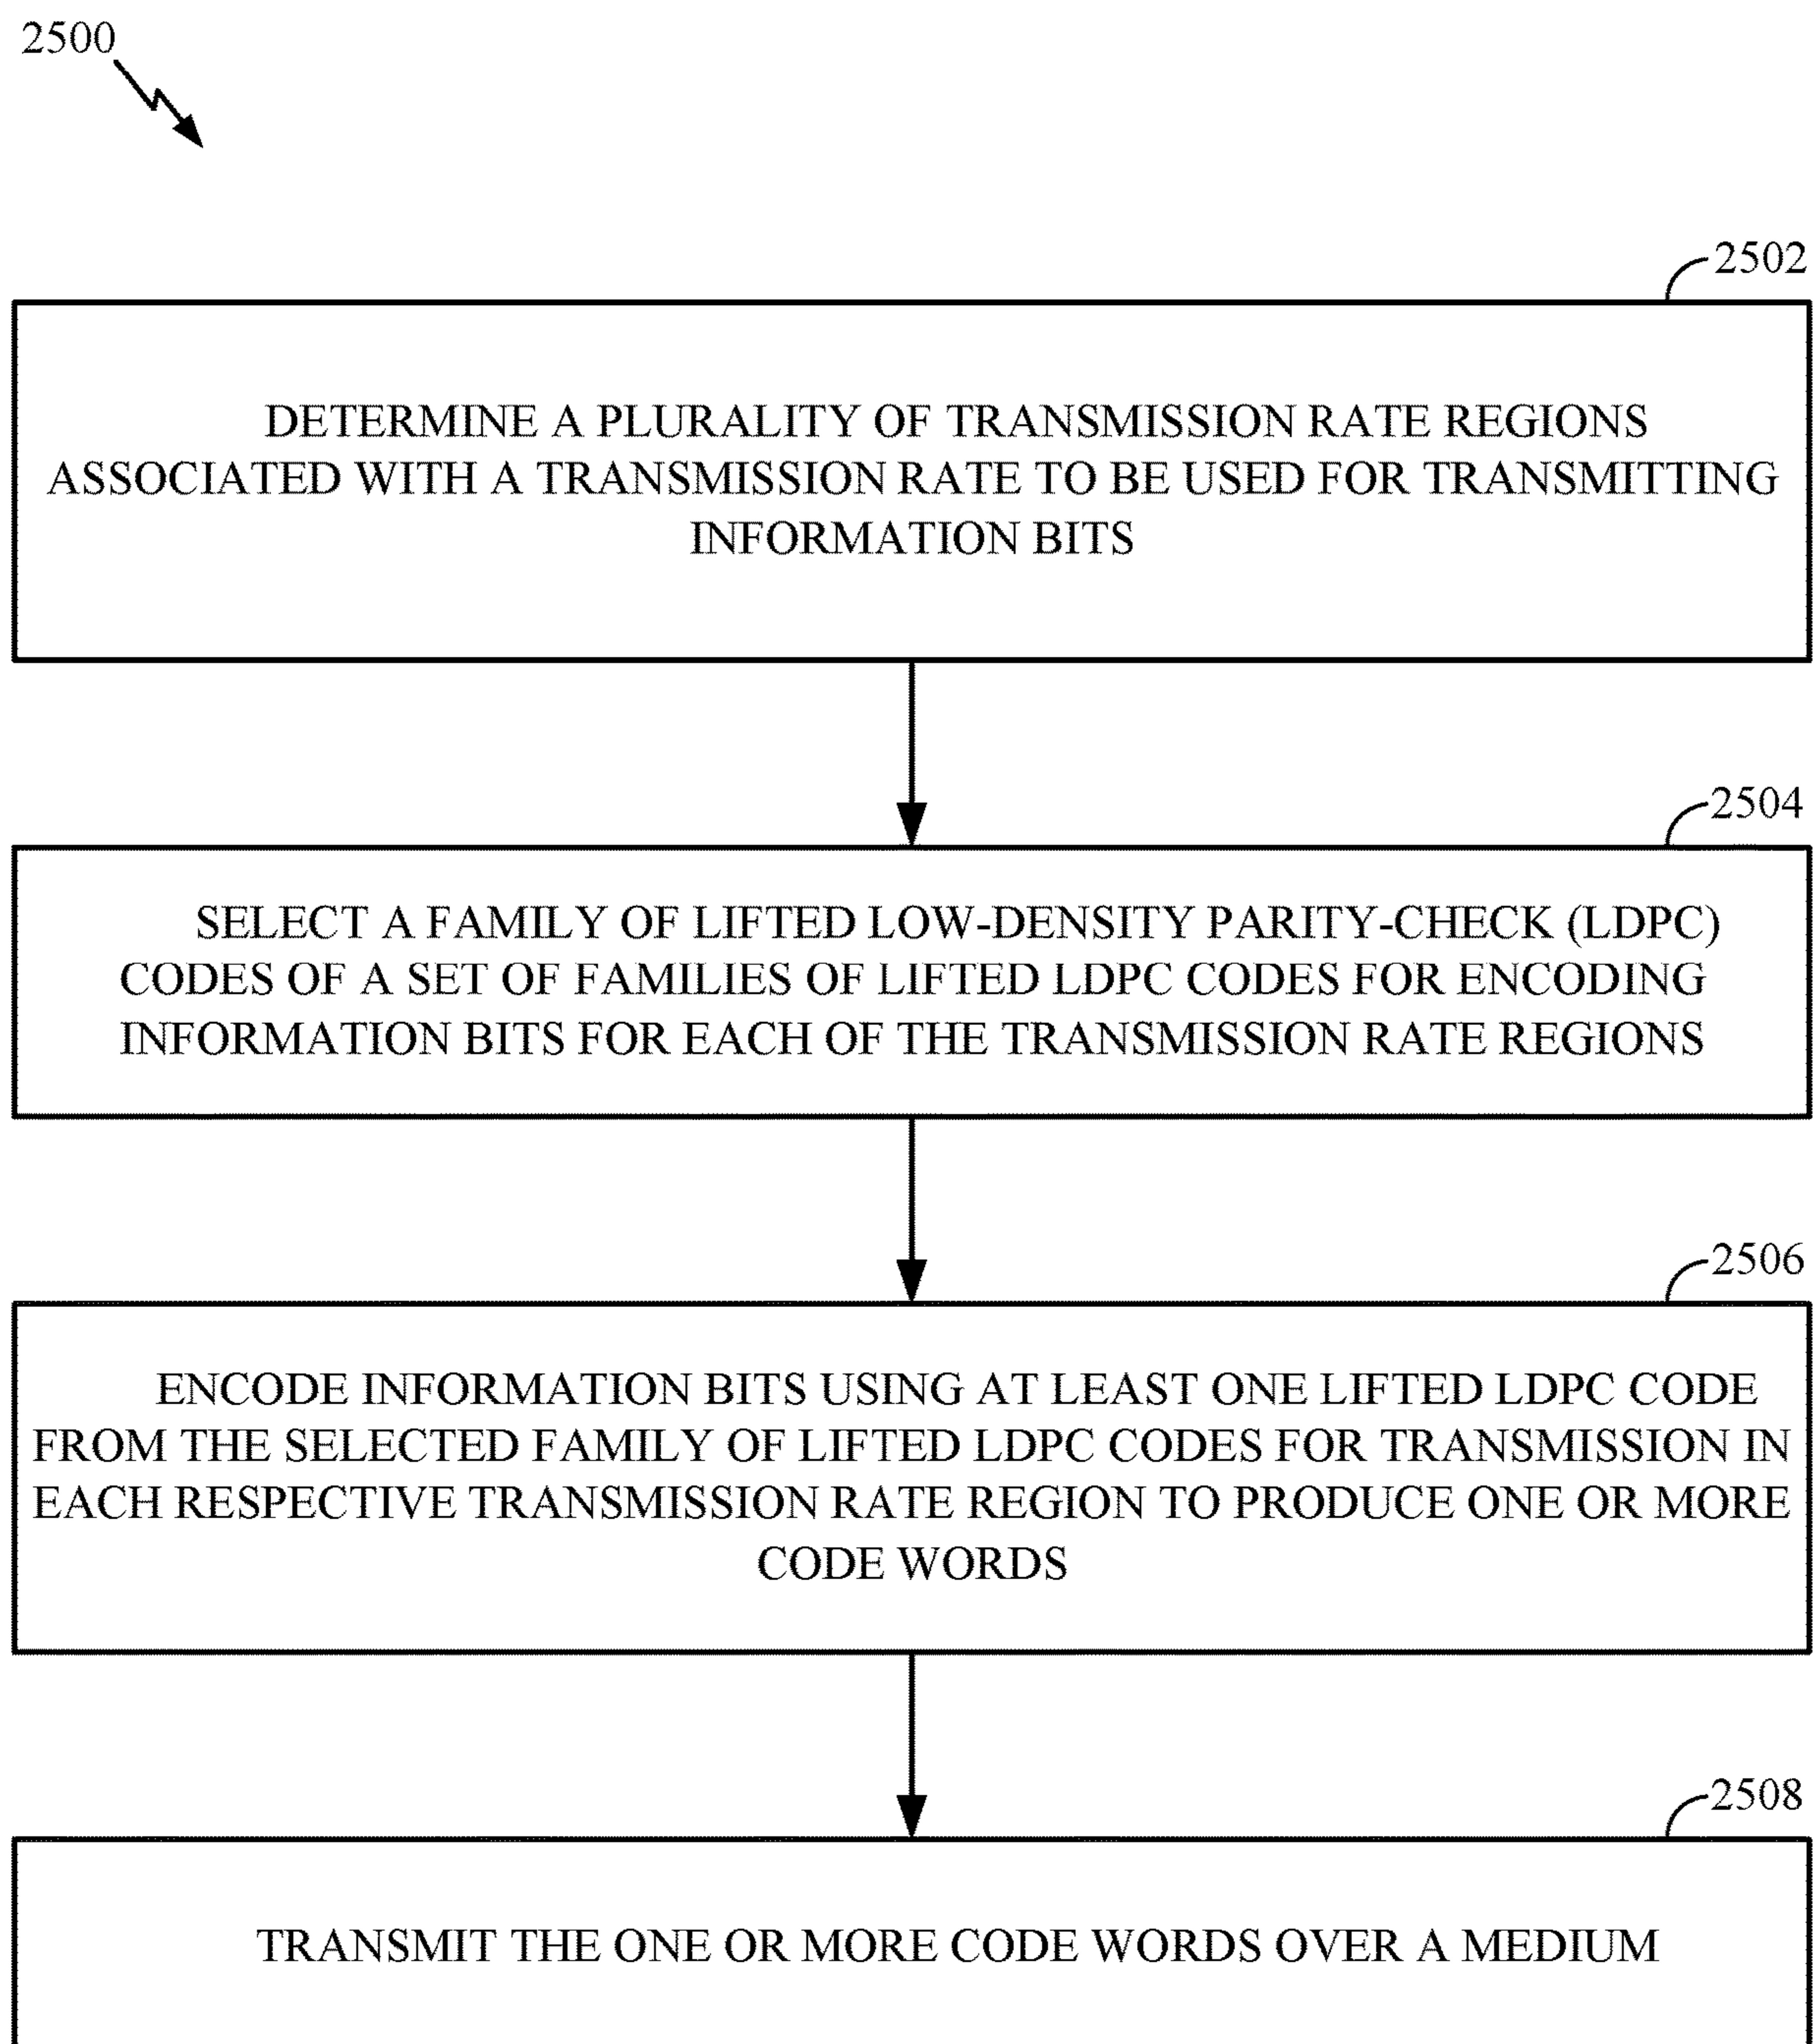 2500
2502
DETERMINE A PLURALITY OF TRANSMISSION RATE REGIONS
ASSOCIATED WITH A TRANSMISSION RATE TO BE USED FOR TRANSMITTING
INFORMATION BITS
2504
SELECT A FAMILY OF LIFTED LOW-DENSITY PARITY-CHECK (LDPC)
CODES OF A SET OF FAMILIES OF LIFTED LDPC CODES FOR ENCODING
INFORMATION BITS FOR EACH OF THE TRANSMISSION RATE REGIONS
2506
ENCODE INFORMATION BITS USING AT LEAST ONE LIFTED LDPC CODE
FROM THE SELECTED FAMILY OF LIFTED LDPC CODES FOR TRANSMISSION IN
EACH RESPECTIVE TRANSMISSION RATE REGION TO PRODUCE ONE OR MORE
CODE WORDS
2508
TRANSMIT THE ONE OR MORE CODE WORDS OVER A MEDIUM